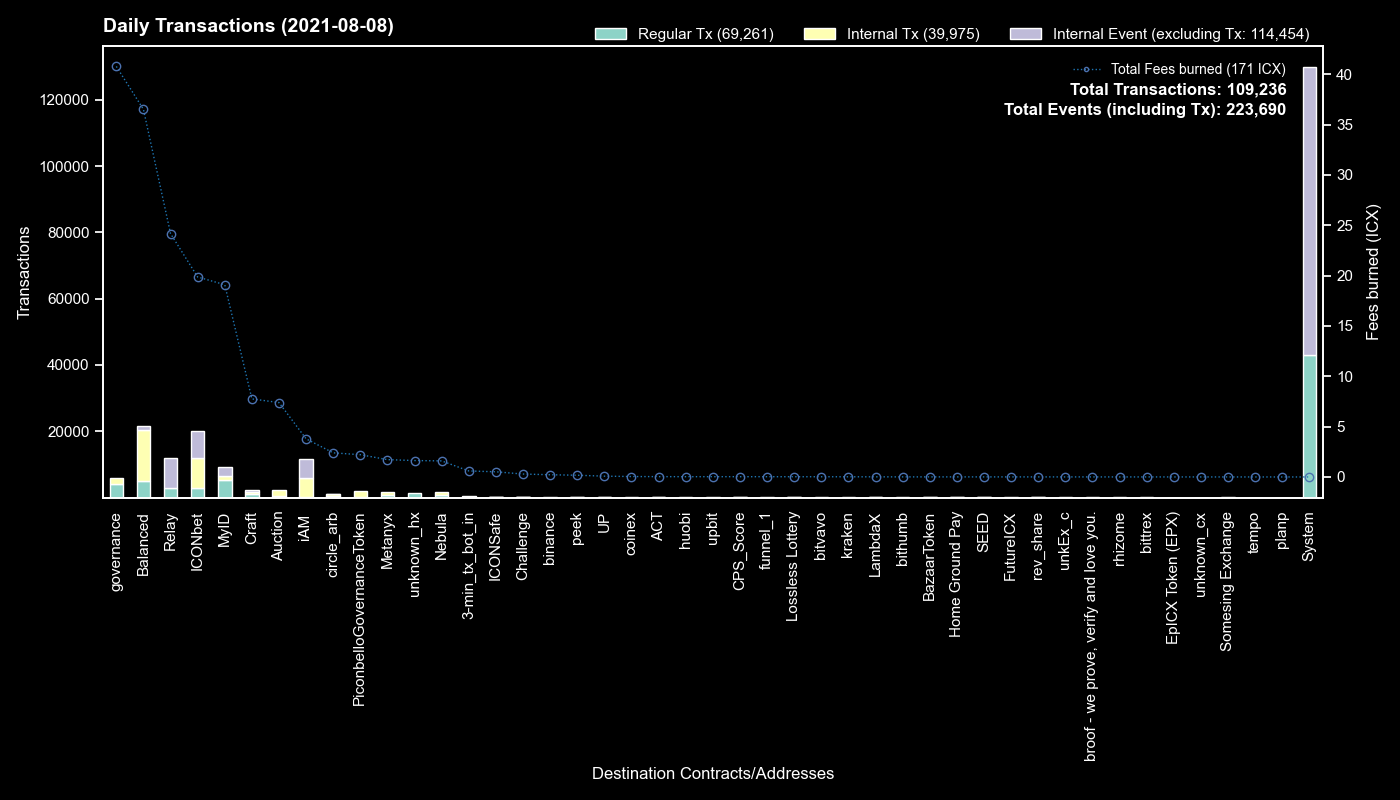 Daily Transactions (2021-08-08)
Regular Tx (69,261)
Internal Tx (39,975)
Internal Event (excluding Tx: 114,454)
Total Fees burned (171 ICX)
Total Transactions: 109,236
Total Events (including Tx): 223,690
Transactions
120000
100000
80000
60000
40000
20000
Fees burned (ICX)
40
35
30
25
20
15
10
5
0
governance
Balanced
Relay
ICONbet
MyID
Craft
Auction
iAM
circle_arb
PiconbelloGovernanceToken
Metanyx
unknown_hx
Nebula
3-min_tx_bot_in
ICONSafe
Challenge
binance
peek
UP
coinex
ACT
huobi
upbit
CPS_Score
funnel_1
Lossless Lottery
bitvavo
kraken
LambdaX
bithumb
BazaarToken
Home Ground Pay
SEED
FutureICX
rev_share
unkEx_c
broof - we prove, verify and love you.
rhizome
bittrex
EpICX Token (EPX)
unknown_cx
Somesing Exchange
tempo
planp
System
Destination Contracts/Addresses